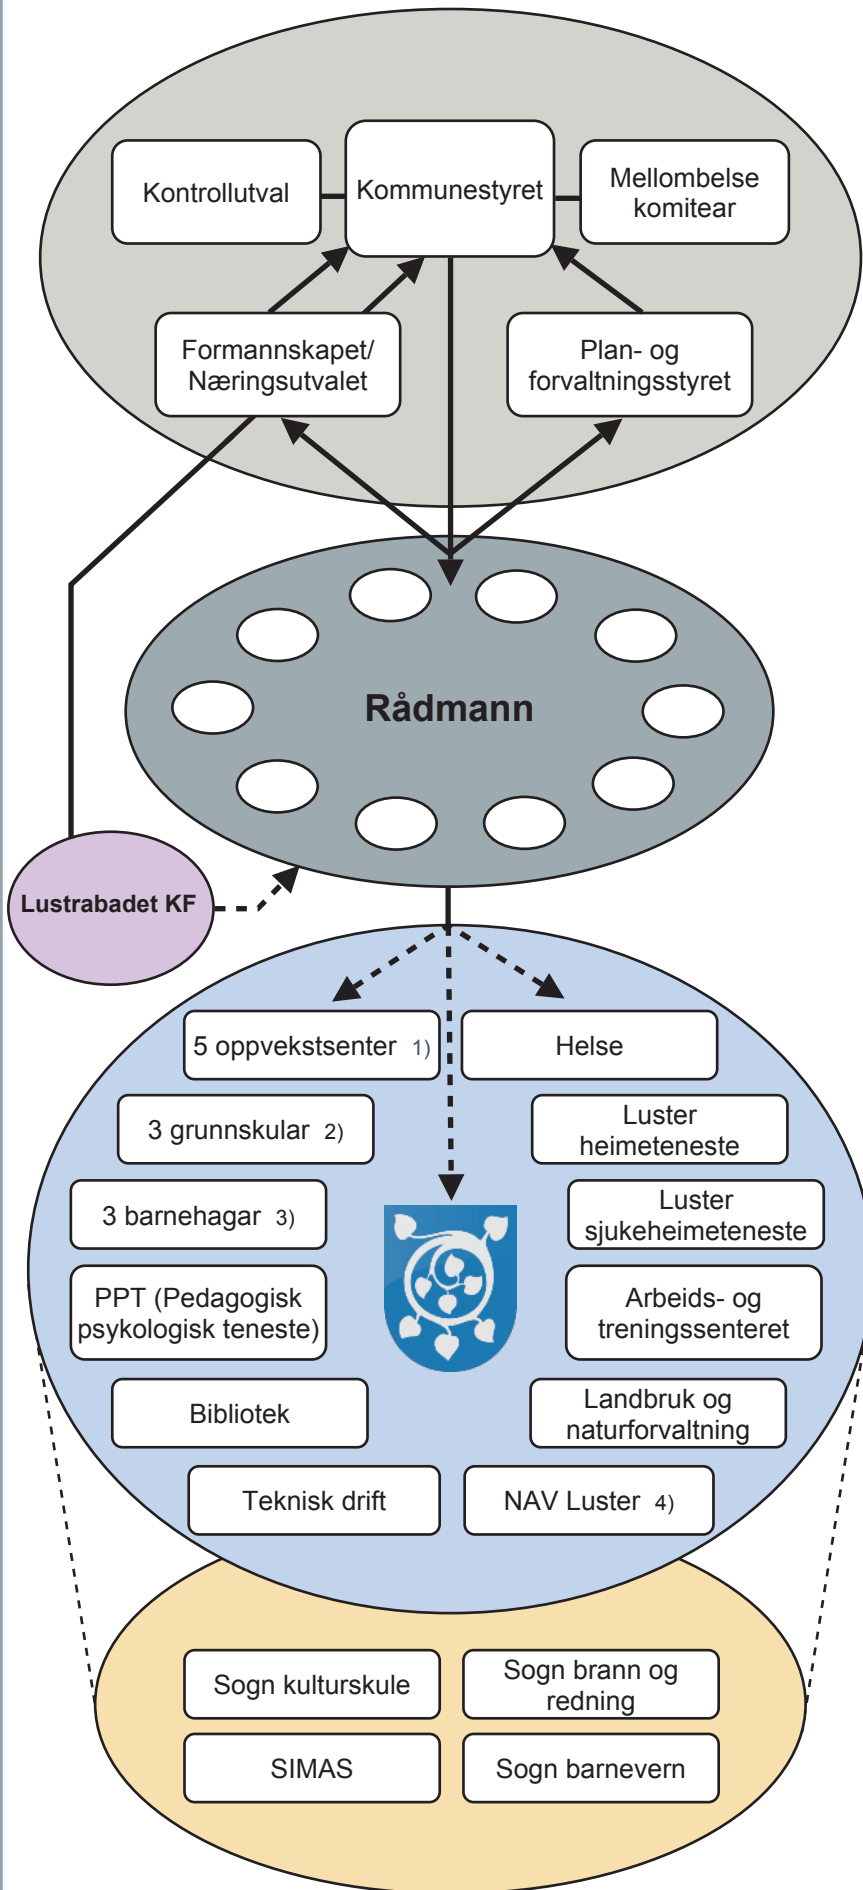 Kontrollutval
Kommunestyret
Mellombelse
komitear
Formannskapet/
Næringsutvalet
Plan- og
forvaltningsstyret
Rådmann
Lustrabadet KF
5 oppvekstsenter 1)
Helse
3 grunnskular 2)
Luster
heimeteneste
3 barnehagar 3)
Luster
sjukeheimeteneste
PPT (Pedagogisk
psykologisk teneste)
Arbeids- og
treningssenteret
Bibliotek
Landbruk og
naturforvaltning
Teknisk drift
NAV Luster 4)
Sogn kulturskule
Sogn brann og
redning
SIMAS
Sogn barnevern